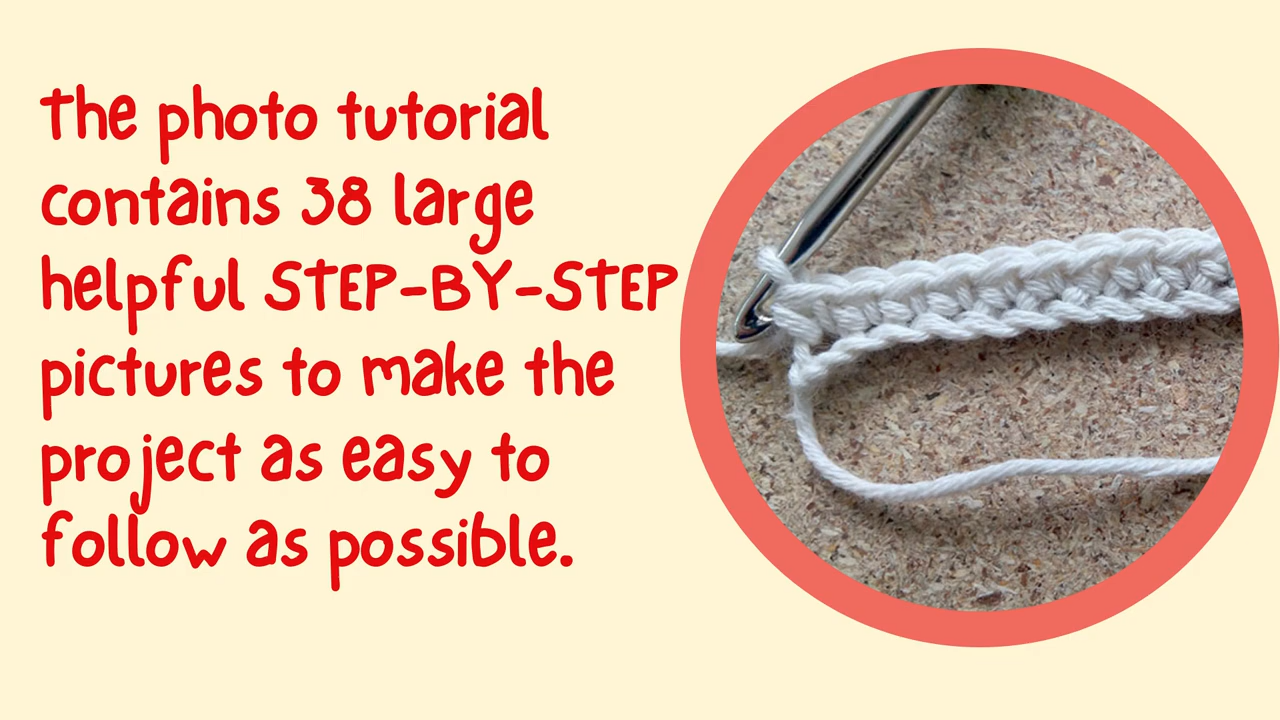 The photo tutorial
contains 38 large
helpful STEP-BY-STEP
pictures to make the
project as easy to
follow as possible.